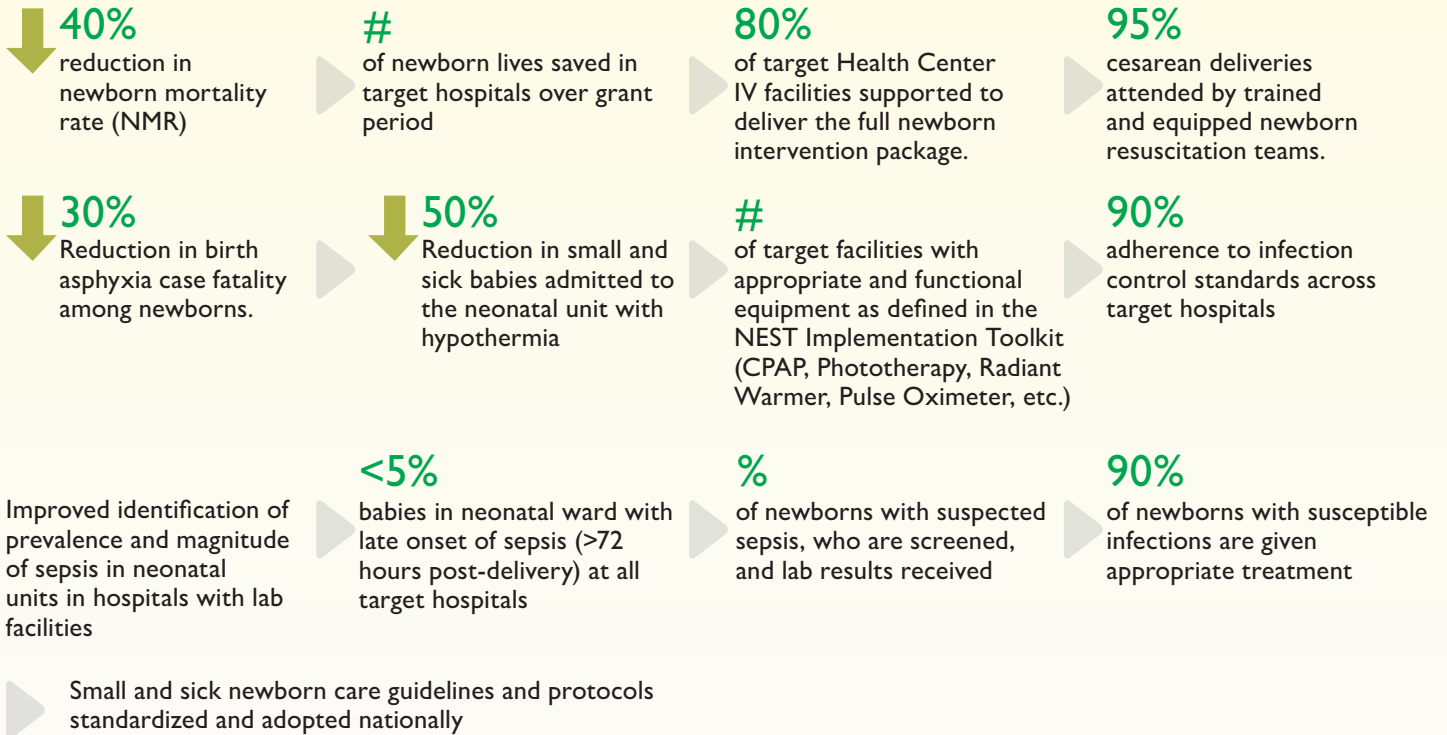 40%
reduction in
newborn mortality
rate (NMR)
#
of newborn lives saved in
target hospitals over grant
period
80%
of target Health Center
IV facilities supported to
deliver the full newborn
intervention package.
95%
cesarean deliveries
attended by trained
and equipped newborn
resuscitation teams.
30%
Reduction in birth
asphyxia case fatality
among newborns.
50%
Reduction in small and
sick babies admitted to
the neonatal unit with
hypothermia
#
of target facilities with
appropriate and functional
equipment as defined in the
NEST Implementation Toolkit
(CPAP, Phototherapy, Radiant
Warmer, Pulse Oximeter, etc.)
90%
adherence to infection
control standards across
target hospitals
Improved identification of
prevalence and magnitude
of sepsis in neonatal
units in hospitals with lab
facilities
<5%
babies in neonatal ward with
late onset of sepsis (>72
hours post-delivery) at all
target hospitals
%
of newborns with suspected
sepsis, who are screened,
and lab results received
90%
of newborns with susceptible
infections are given
appropriate treatment
Small and sick newborn care guidelines and protocols
standardized and adopted nationally